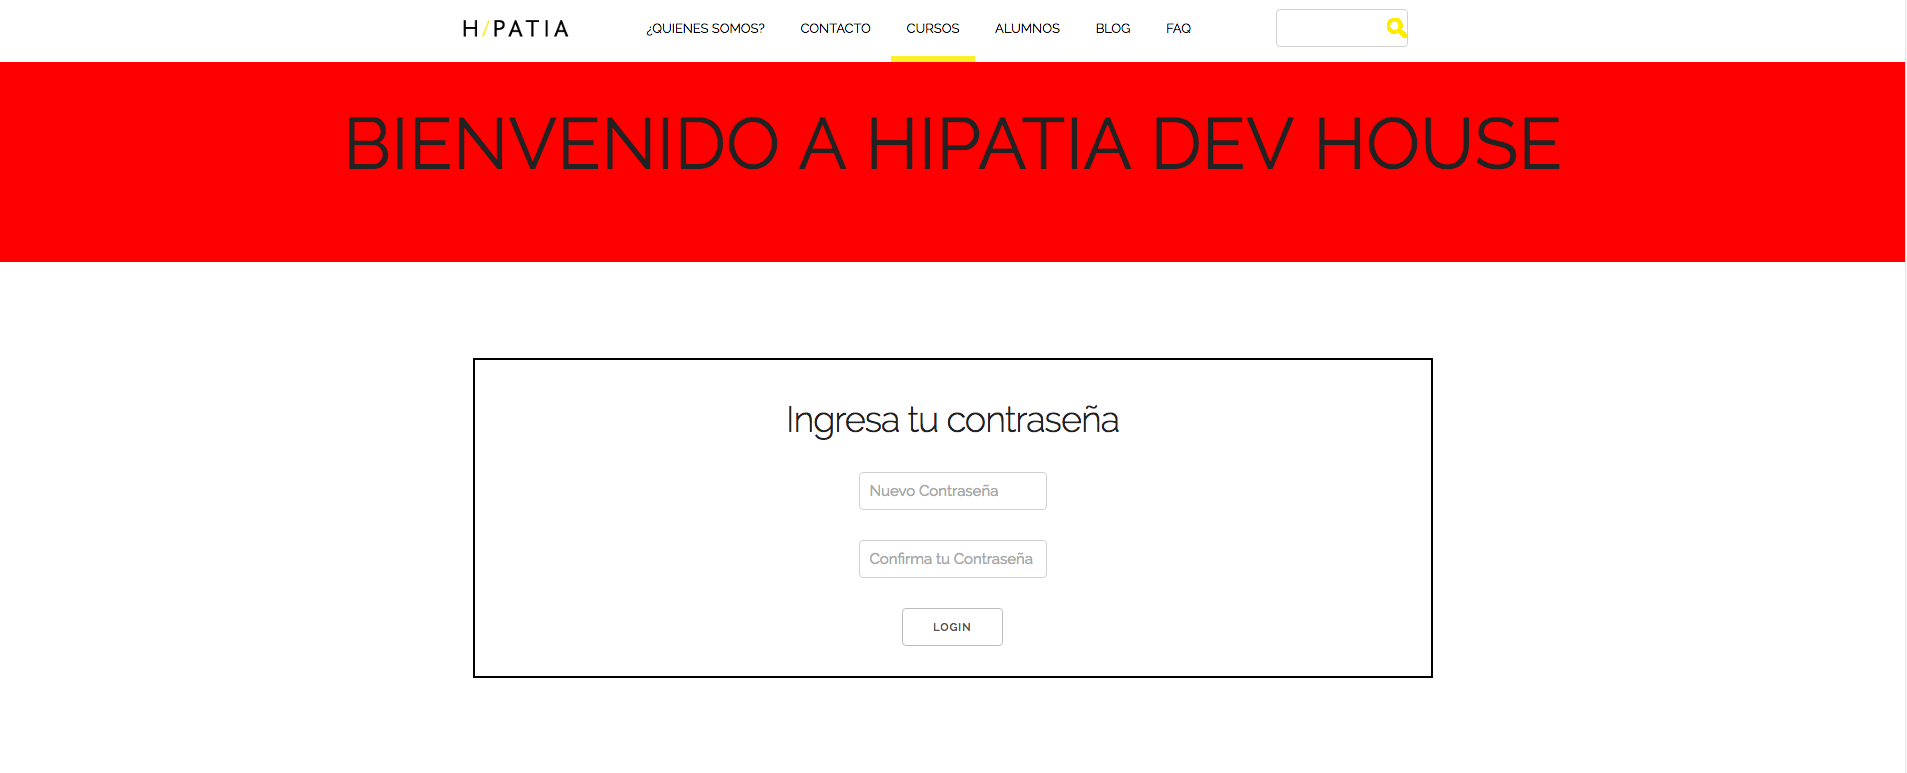 H/PATIA ¿QUIENES SOMOS? CONTACTO CURSOS ALUMNOS BLOG FAQ
BIENVENIDO A HIPATIA DEV HOUSE
Ingresa tu contraseña
Nuevo Contraseña
Confirma tu Contraseña
LOGIN